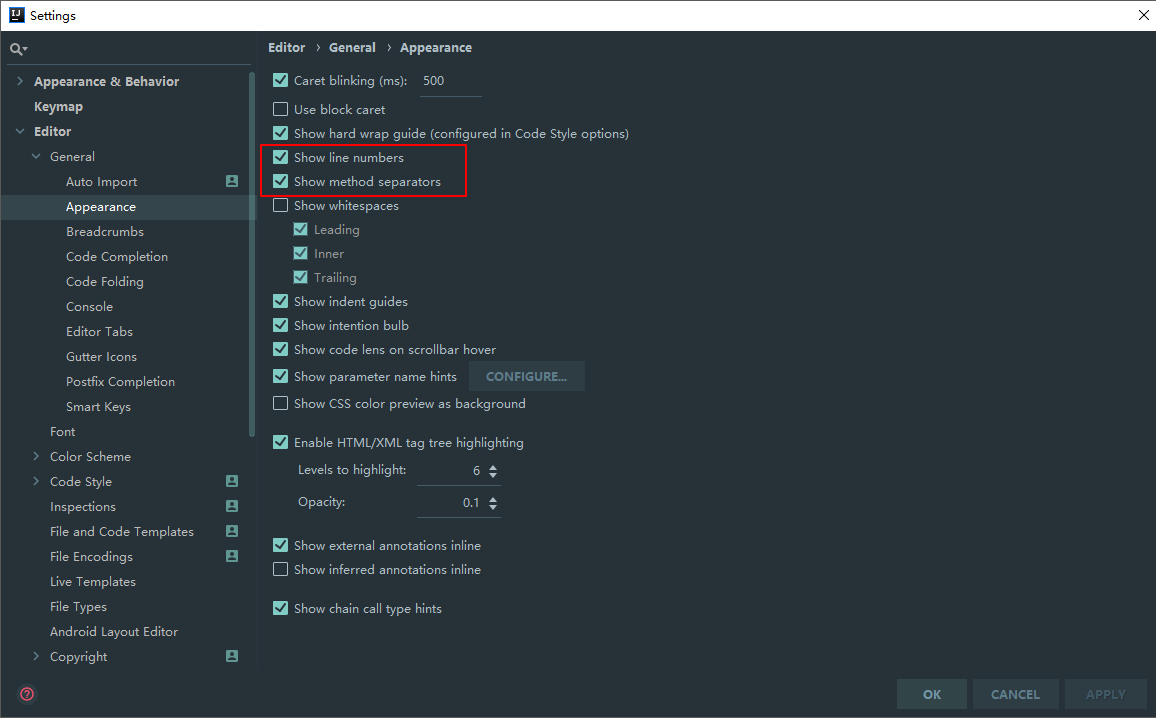 IJ Settings
Appearance & Behavior
Keymap
Editor
General
Auto Import
Appearance
Breadcrumbs
Code Completion
Code Folding
Console
Editor Tabs
Gutter Icons
Postfix Completion
Smart Keys
Font
Color Scheme
Code Style
Inspections
File and Code Templates
File Encodings
Live Templates
File Types
Android Layout Editor
Copyright
?
Editor › General › Appearance
Caret blinking (ms): 500
Use block caret
Show hard wrap guide (configured in Code Style options)
Show line numbers
Show method separators
Show whitespaces
Leading
Inner
Trailing
Show indent guides
Show intention bulb
Show code lens on scrollbar hover
Show parameter name hints CONFIGURE...
Show CSS color preview as background
Enable HTML/XML tag tree highlighting
Levels to highlight: 6
Opacity: 0.1
Show external annotations inline
Show inferred annotations inline
Show chain call type hints
OK CANCEL APPLY